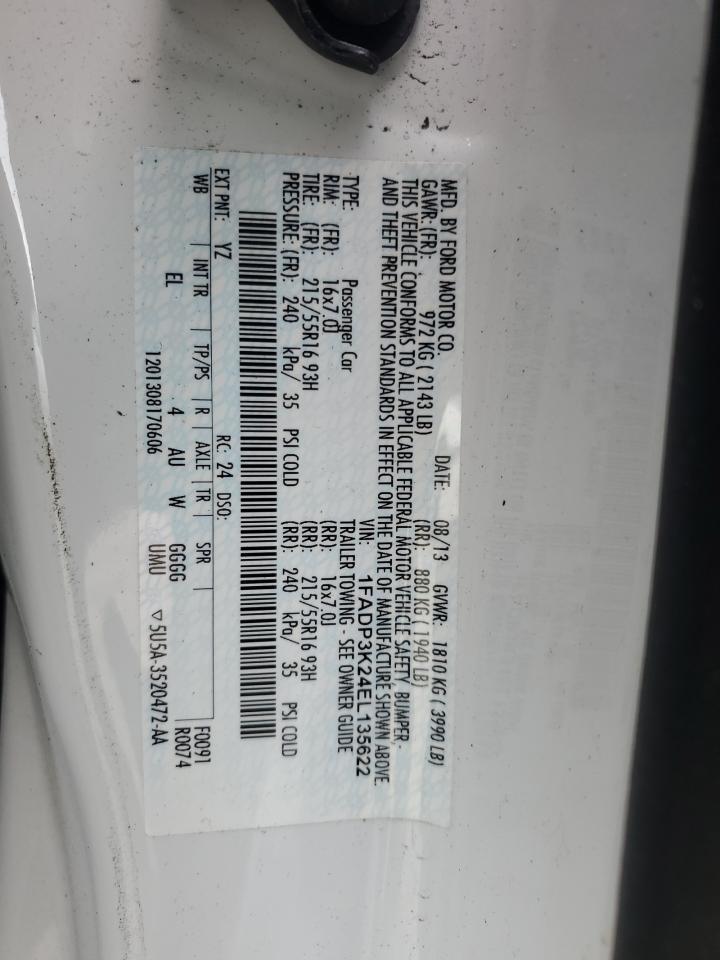 MFD. BY FORD MOTOR CO.
DATE: 08/13 GVWR: 1810 KG ( 3990 LB)
GAWR: (FR): 972 KG ( 2143 LB) (RR): 880 KG ( 1940 LB)
THIS VEHICLE CONFORMS TO ALL APPLICABLE FEDERAL MOTOR VEHICLE SAFETY, BUMPER,
AND THEFT PREVENTION STANDARDS IN EFFECT ON THE DATE OF MANUFACTURE SHOWN ABOVE.
VIN: 1FADP3K24EL135622
TYPE: Passenger Car TRAILER TOWING - SEE OWNER GUIDE
RIM: (FR): 16x7.0J (RR): 16x7.0J
TIRE: (FR): 215/55R16 93H (RR): 215/55R16 93H
PRESSURE: (FR): 240 kPa/ 35 PSI COLD (RR): 240 kPa/ 35 PSI COLD
EXT PNT: YZ RC: 24 DSO:
WB INT TR TP/PS R AXLE TR SPR F0091
EL 4 AU W GGGG R0074
1201308170606 UMU ▽5U5A-3520472-AA